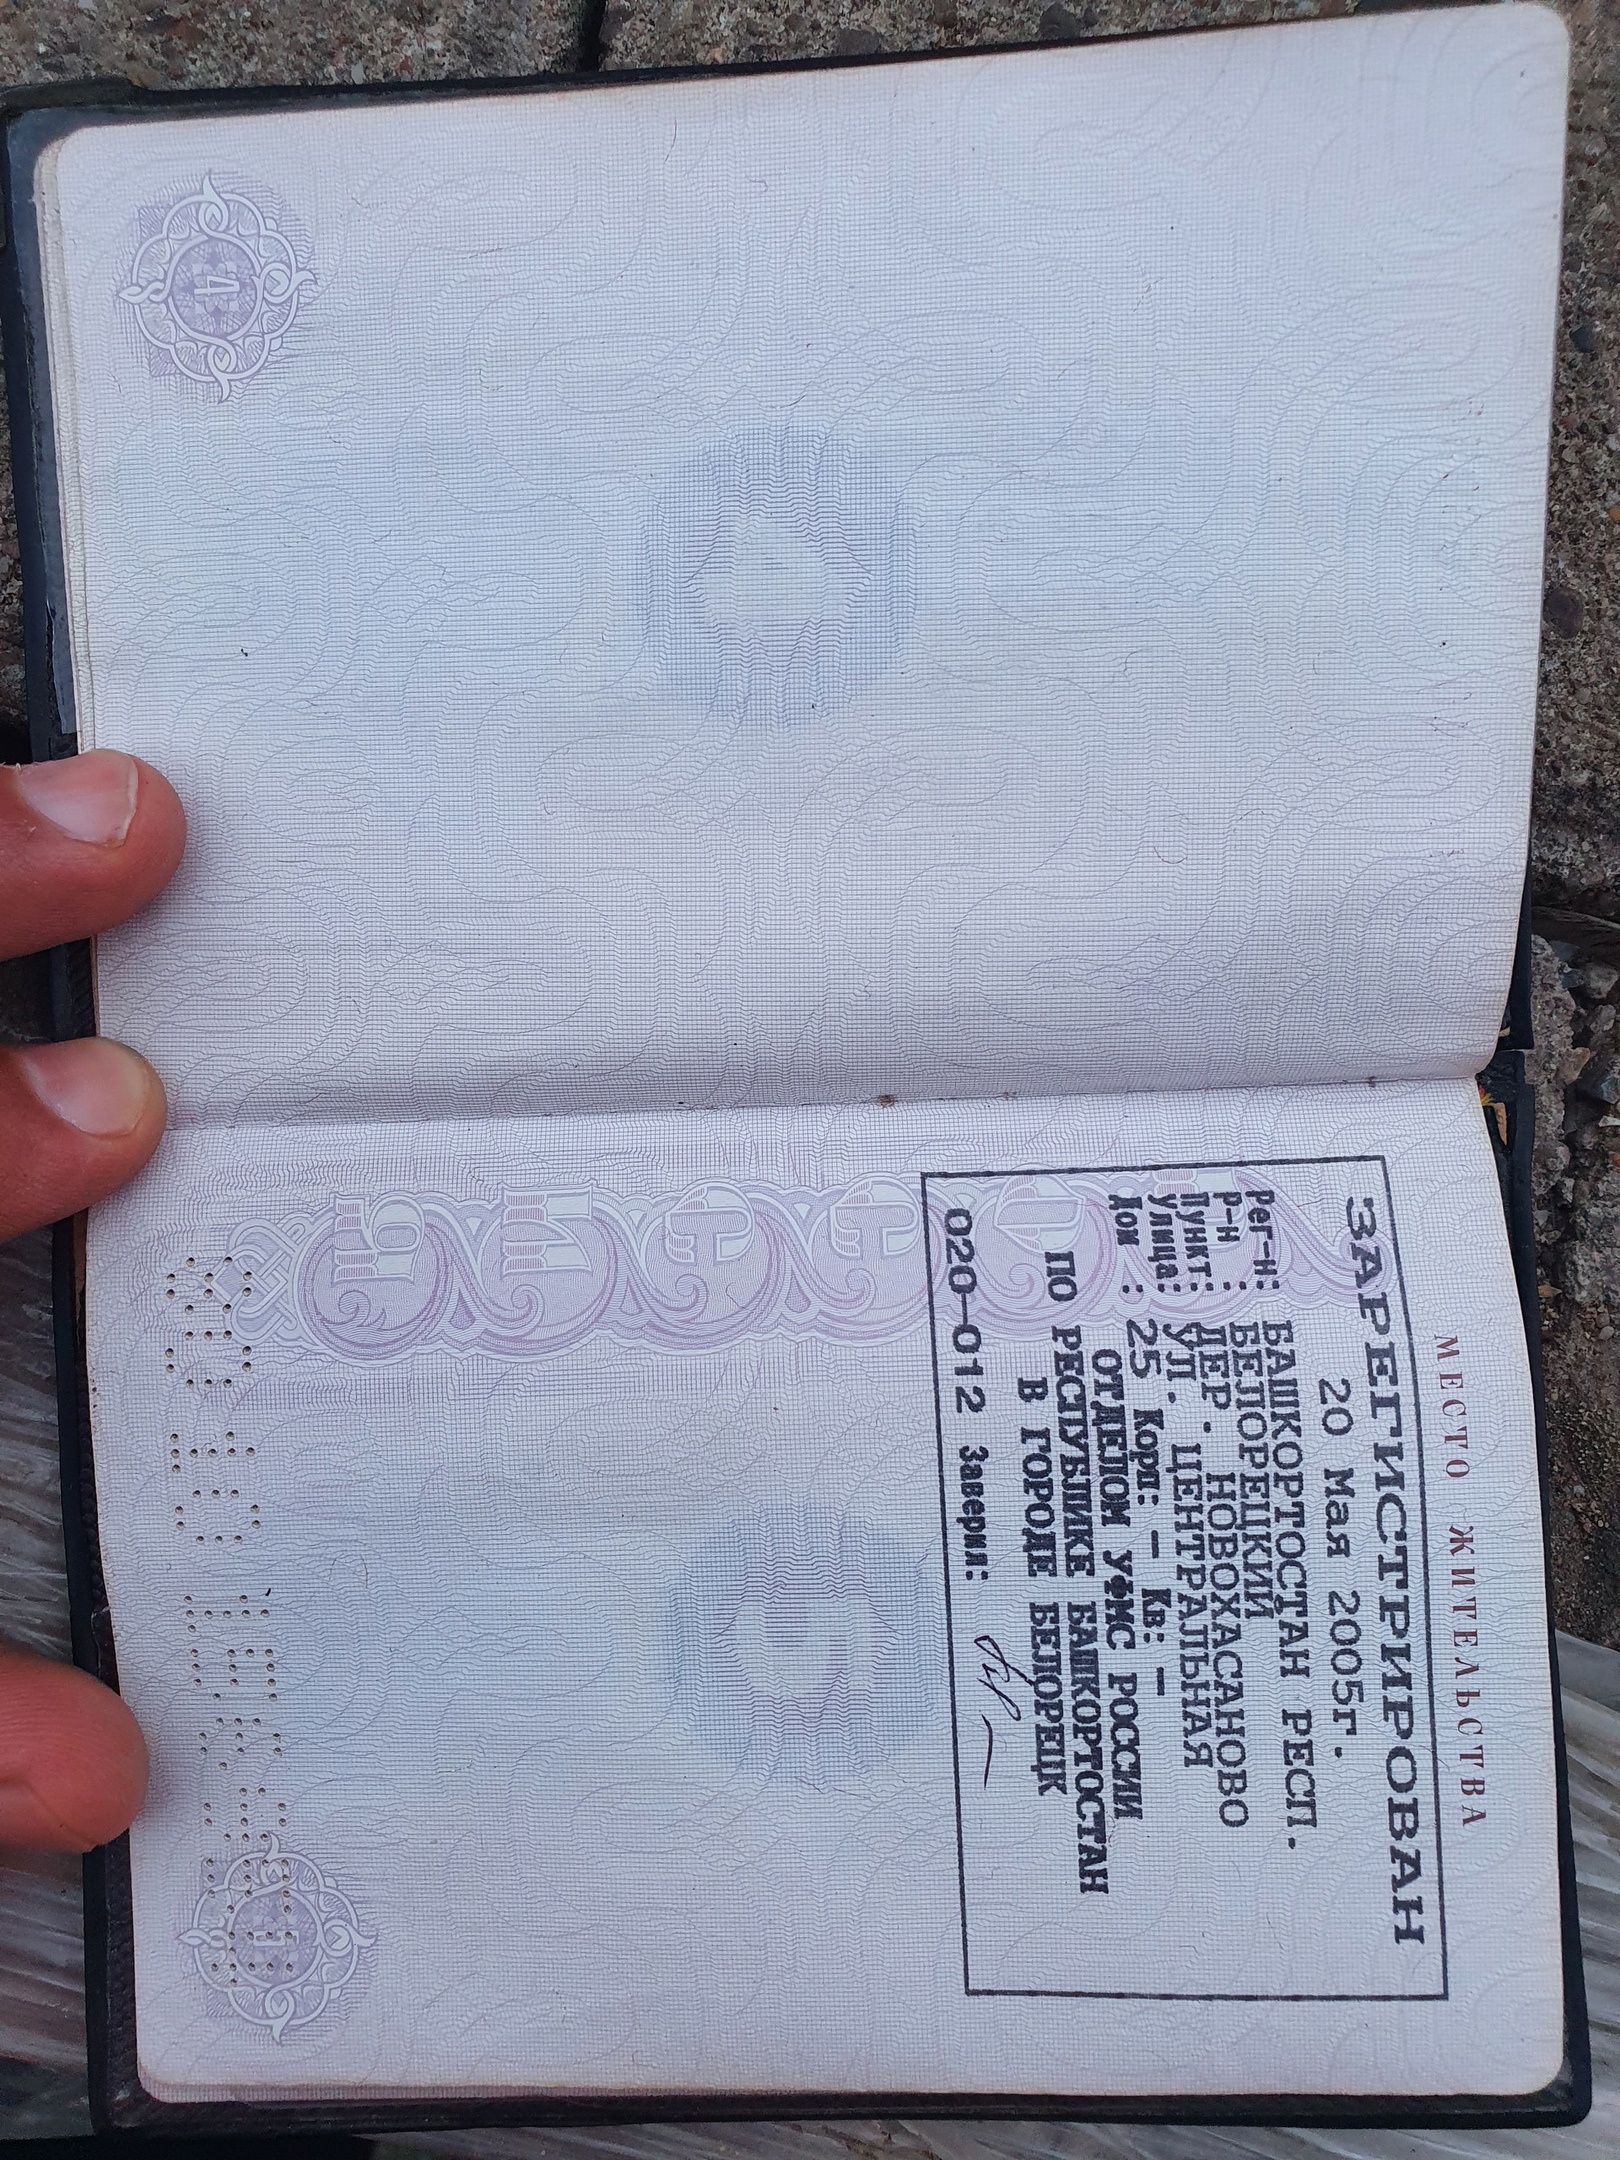 4
МЕСТО ЖИТЕЛЬСТВА
ЗАРЕГИСТРИРОВАН
20 Мая 2005г.
Рег-н: БАШКОРТОСТАН РЕСП.
Р-н : БЕЛОРЕЦКИЙ
Пункт: ДЕР. НОВОХАСАНОВО
Улица: УЛ. ЦЕНТРАЛЬНАЯ
Дом : 25 Корп: – Кв: –
ОТДЕЛОМ УФМС РОССИИ
ПО РЕСПУБЛИКЕ БАШКОРТОСТАН
В ГОРОДЕ БЕЛОРЕЦК
020-012 Заверил:
5